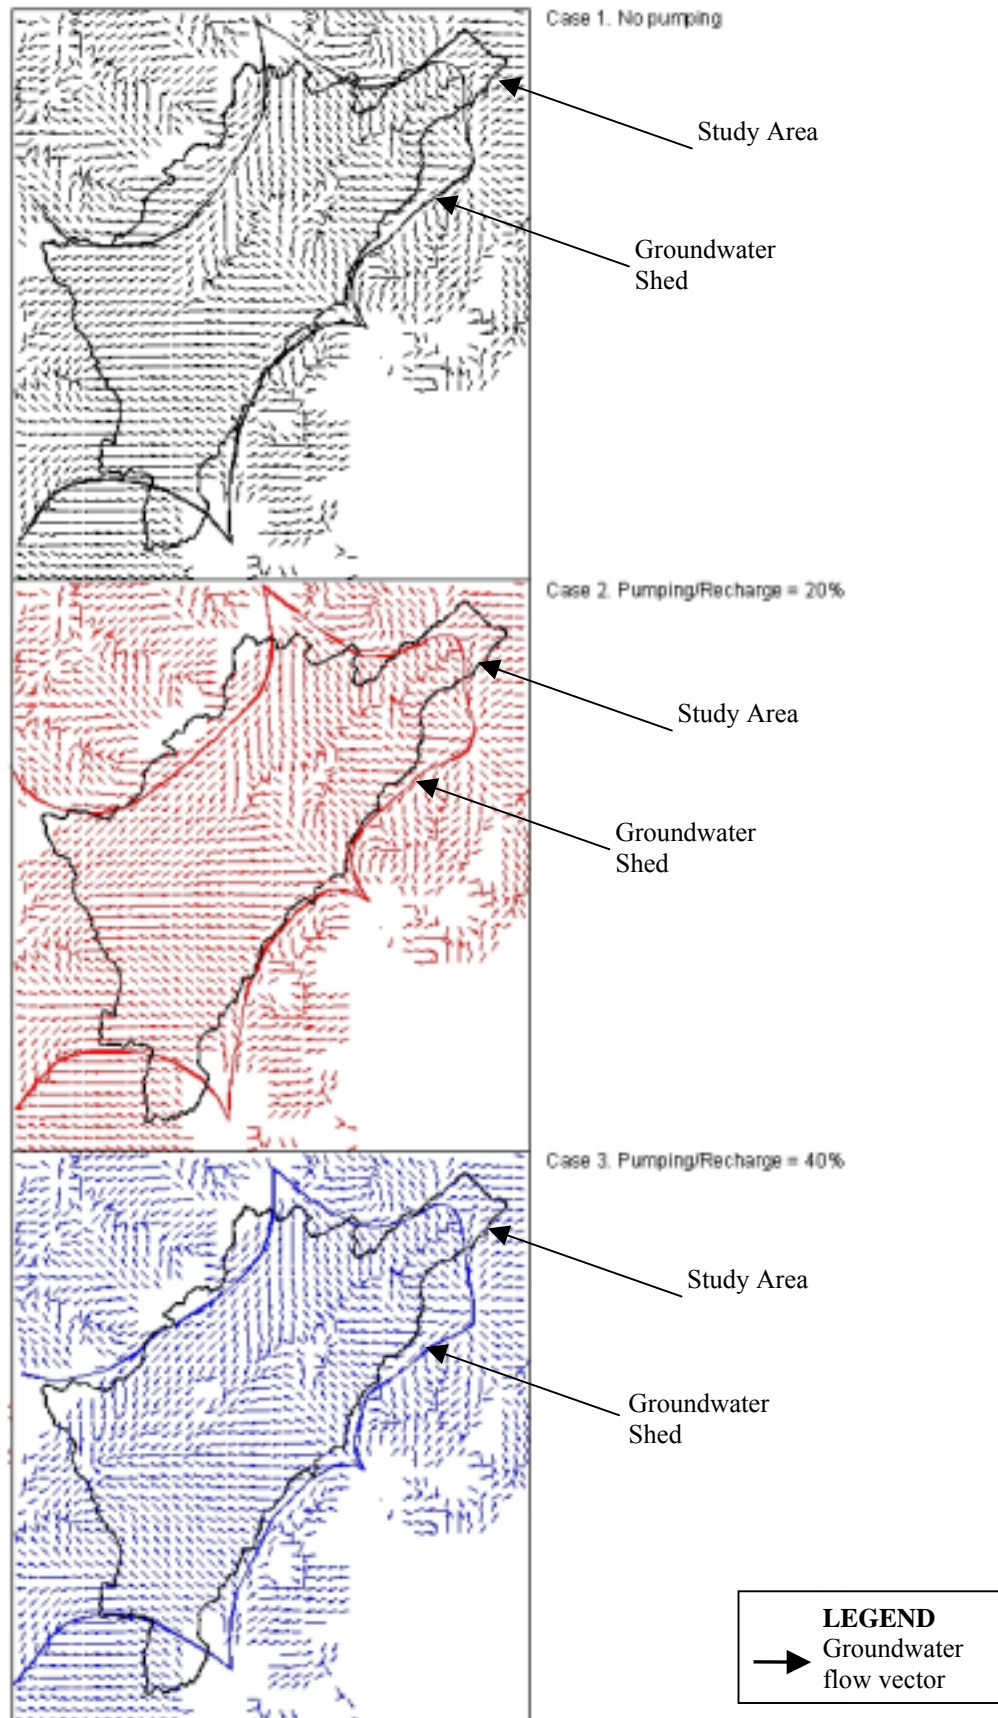 Case 1. No pumping
Study Area
Groundwater
Shed
Case 2. Pumping/Recharge = 20%
Study Area
Groundwater
Shed
Case 3. Pumping/Recharge = 40%
Study Area
Groundwater
Shed
LEGEND
Groundwater
flow vector